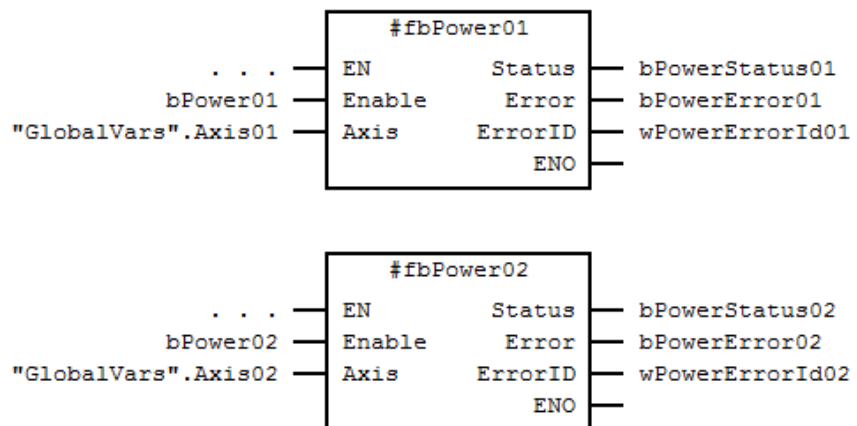 #fbPower01
. . . EN Status bPowerStatus01
bPower01 Enable Error bPowerError01
"GlobalVars".Axis01 Axis ErrorID wPowerErrorId01
ENO
#fbPower02
. . . EN Status bPowerStatus02
bPower02 Enable Error bPowerError02
"GlobalVars".Axis02 Axis ErrorID wPowerErrorId02
ENO